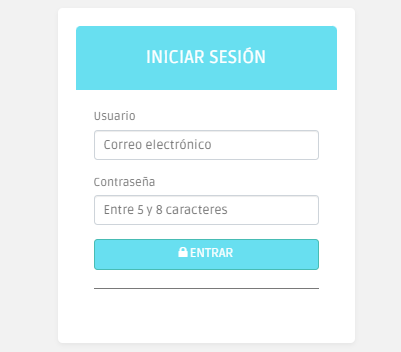 INICIAR SESIÓN
Usuario
Correo electrónico
Contraseña
Entre 5 y 8 caracteres
ENTRAR